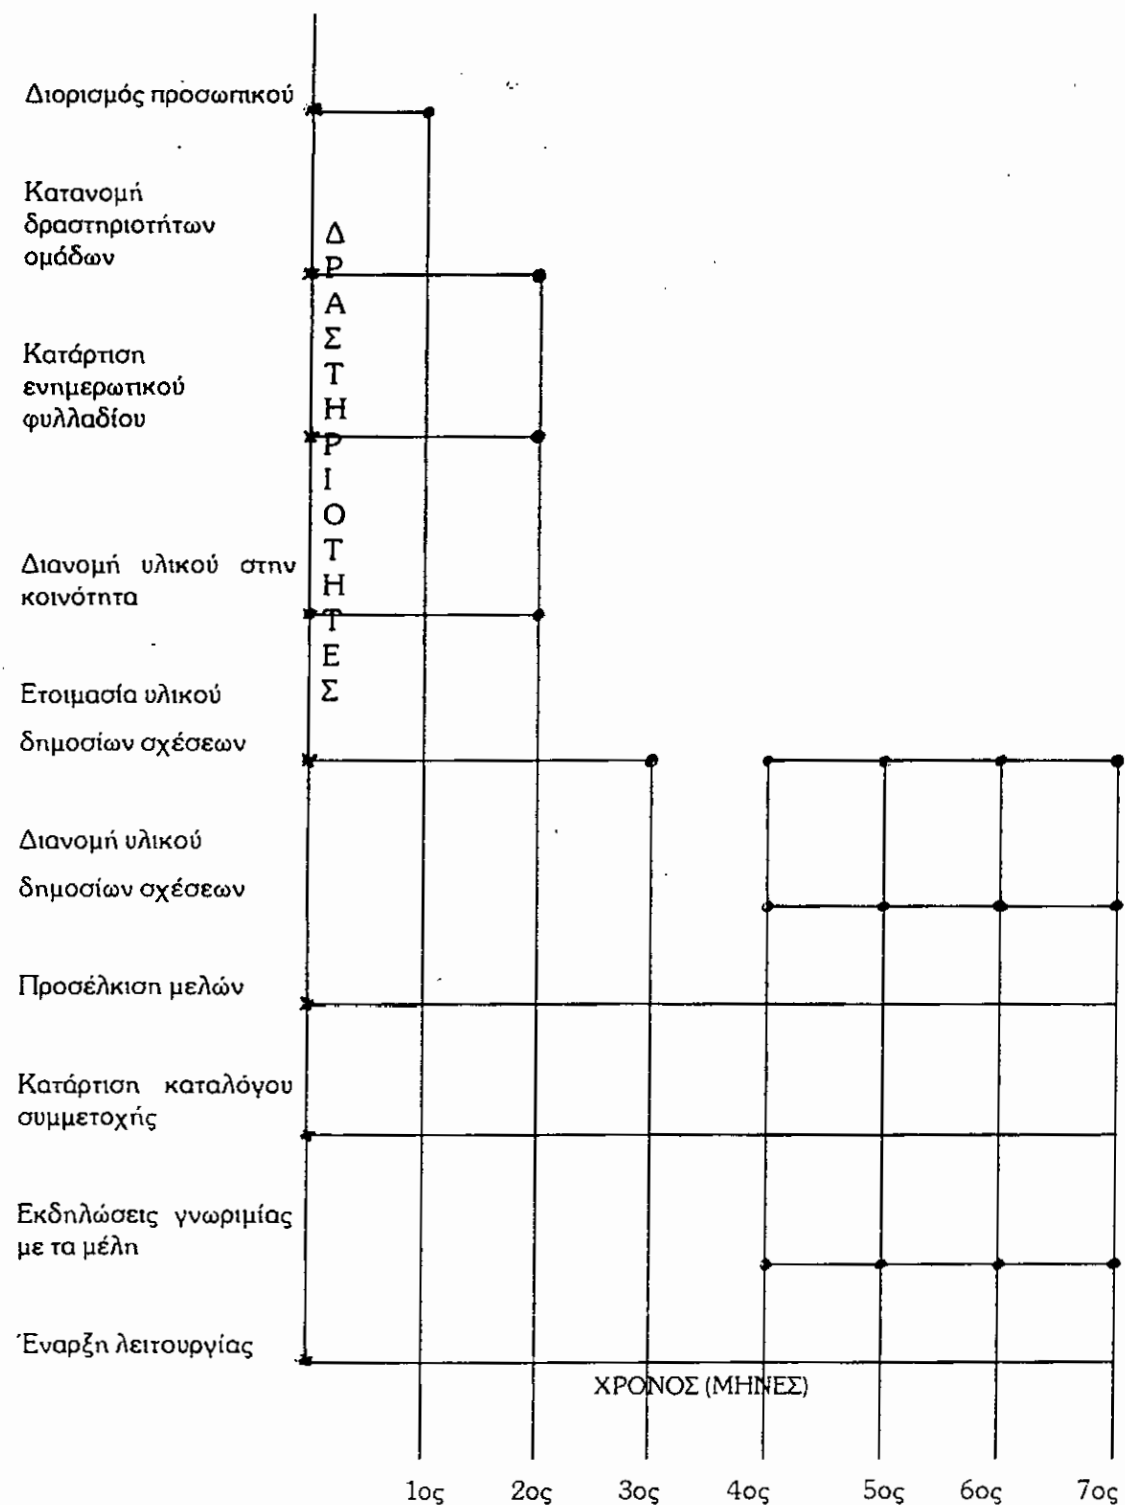 Διορισμός προσωπικού
Κατανομή
δραστηριοτήτων
ομάδων
Κατάρτιση
ενημερωτικού
φυλλαδίου
Διανομή υλικού στην
κοινότητα
Ετοιμασία υλικού
δημοσίων σχέσεων
Διανομή υλικού
δημοσίων σχέσεων
Προσέλκιση μελών
Κατάρτιση καταλόγου
συμμετοχής
Εκδηλώσεις γνωριμίας
με τα μέλη
Έναρξη λειτουργίας
ΔΡΑΣΤΗΡΙΟΤΗΤΕΣ
ΧΡΟΝΟΣ (ΜΗΝΕΣ)
1ος 2ος 3ος 4ος 5ος 6ος 7ος